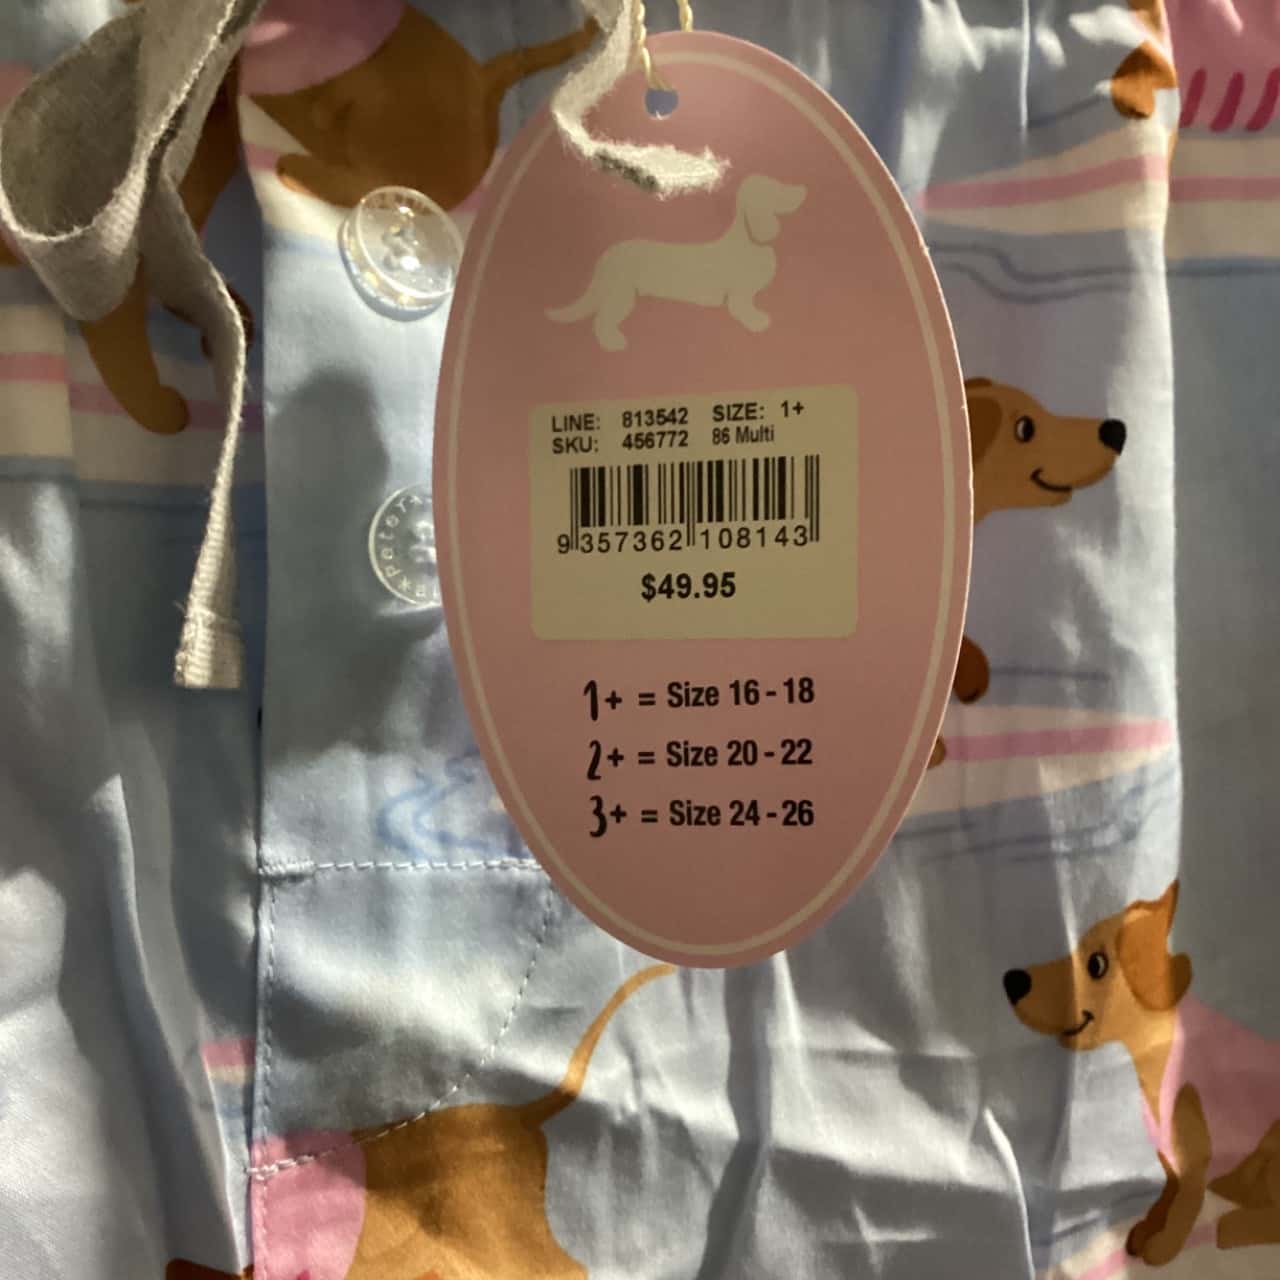 LINE: 813542 SIZE: 1+
SKU: 456772 86 Multi
9 357362 108143
$49.95
1+ = Size 16-18
2+ = Size 20-22
3+ = Size 24-26